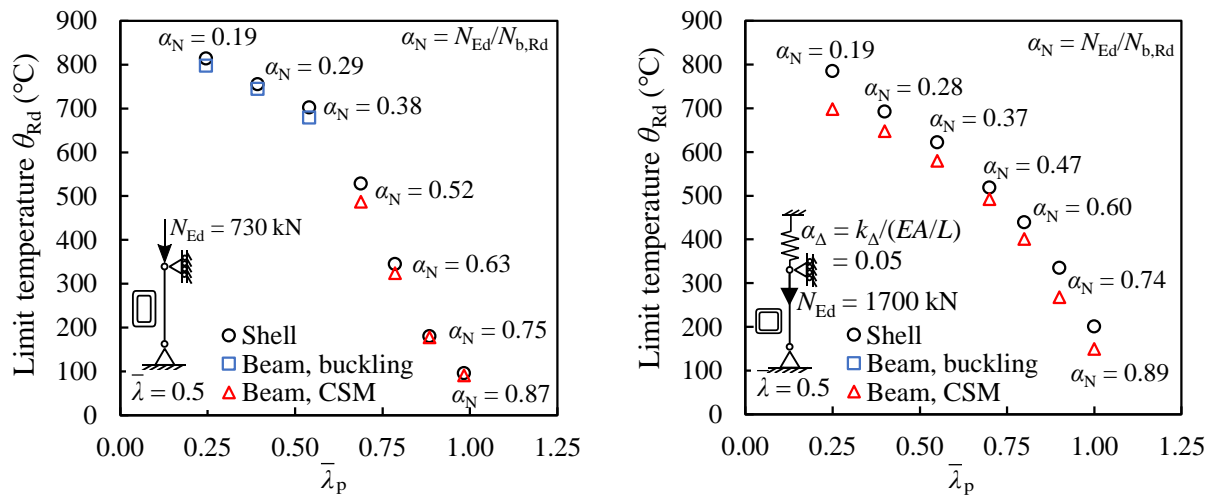 Limit temperature θRd (°C)
900
800
700
600
500
400
300
200
100
0
0.00
0.25
0.50
0.75
1.00
1.25
λ̄p
αN = NEd/Nb,Rd
αN = 0.19
αN = 0.29
αN = 0.38
αN = 0.52
αN = 0.63
αN = 0.75
αN = 0.87
NEd = 730 kN
Shell
Beam, buckling
Beam, CSM
λ̄ = 0.5
Limit temperature θRd (°C)
900
800
700
600
500
400
300
200
100
0
0.00
0.25
0.50
0.75
1.00
1.25
λ̄p
αN = NEd/Nb,Rd
αN = 0.19
αN = 0.28
αN = 0.37
αN = 0.47
αN = 0.60
αN = 0.74
αN = 0.89
αΔ = kΔ/(EA/L)
= 0.05
NEd = 1700 kN
Shell
Beam, buckling
Beam, CSM
λ̄ = 0.5